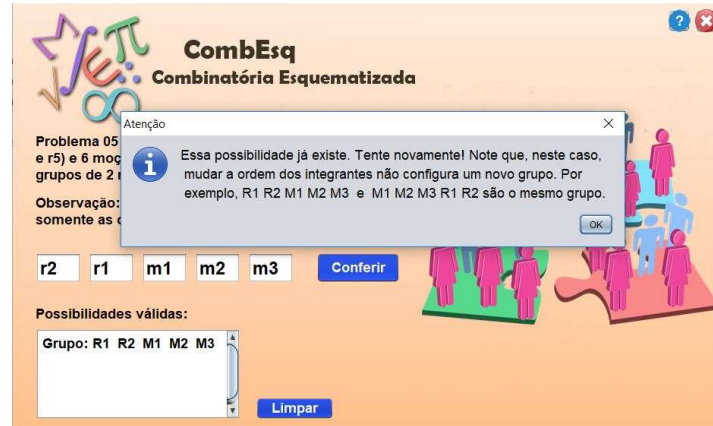 CombEsq
Combinatória Esquematizada
Atenção
Essa possibilidade já existe. Tente novamente! Note que, neste caso,
mudar a ordem dos integrantes não configura um novo grupo. Por
exemplo, R1 R2 M1 M2 M3 e M1 M2 M3 R1 R2 são o mesmo grupo.
OK
Problema 05
e r5) e 6
grupos de 2
Observação:
somente as
r2 r1 m1 m2 m3 Conferir
Possibilidades válidas:
Grupo: R1 R2 M1 M2 M3
Limpar